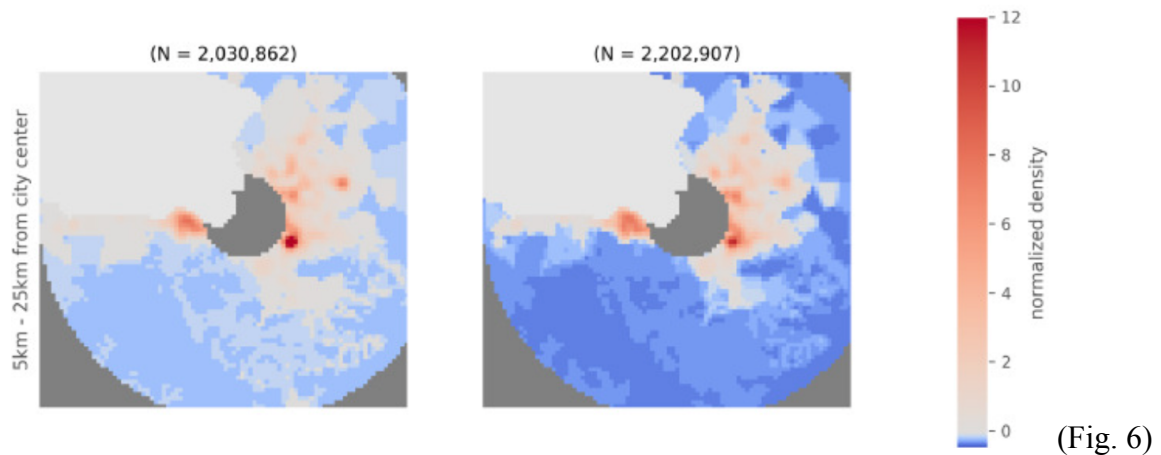 (N = 2,030,862)
(N = 2,202,907)
5km - 25km from city center
12
10
8
6
4
2
0
normalized density
(Fig. 6)